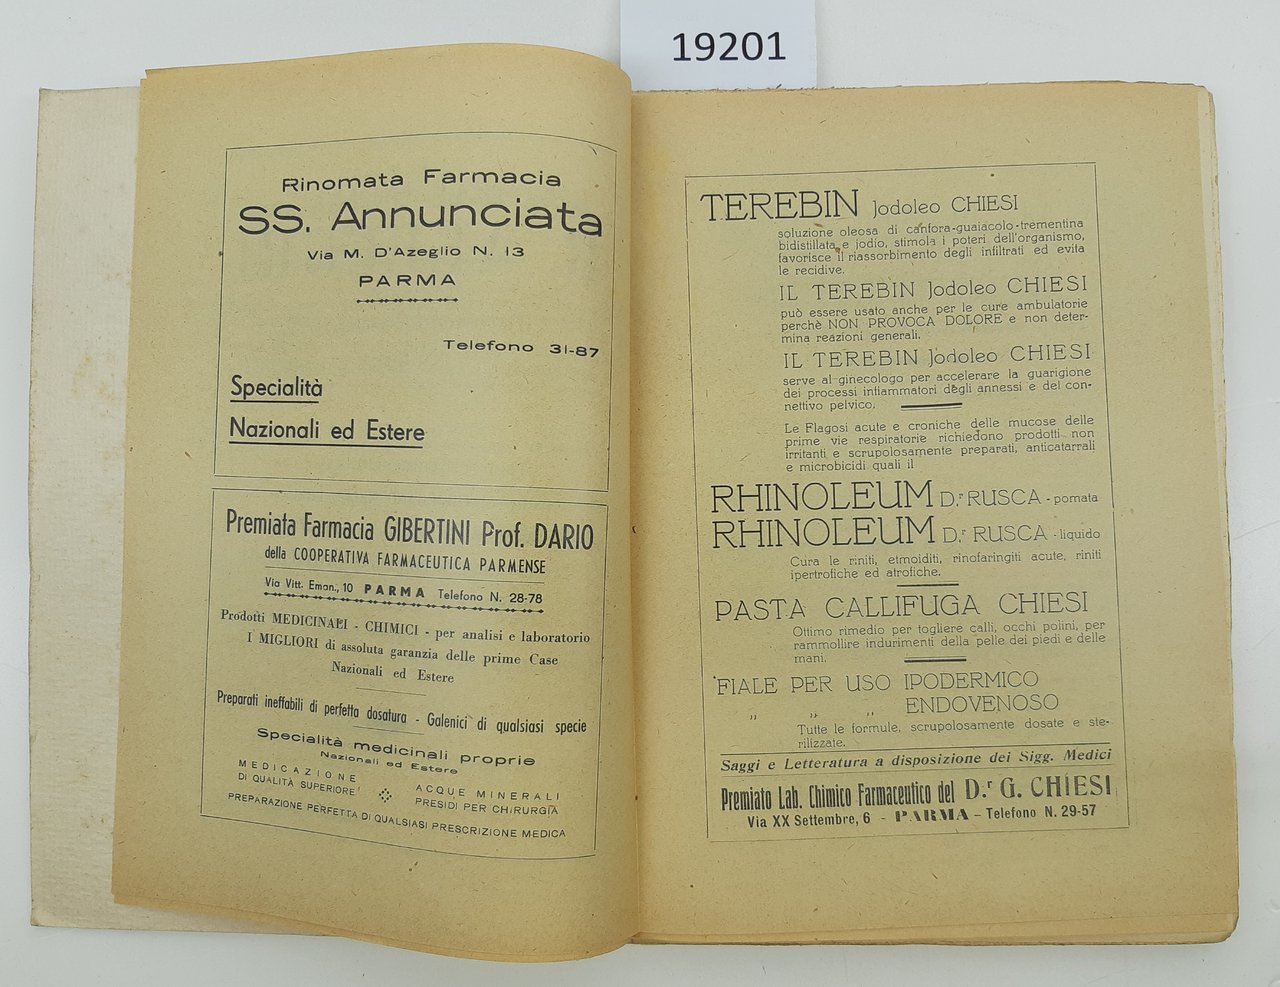 19201
Rinomata Farmacia
SS. Annunciata
Via M. D'Azeglio N. 13
PARMA
Telefono 31-87
Specialità
Nazionali ed Estere
Premiata Farmacia GIBERTINI Prof. DARIO
della COOPERATIVA FARMACEUTICA PARMENSE
Via Vitt. Eman., 10 PARMA Telefono N. 28-78
Prodotti MEDICINALI - CHIMICI - per analisi e laboratorio
I MIGLIORI di assoluta garanzia delle prime Case
Nazionali ed Estere
Preparati ineffabili di perfetta dosatura - Galenici di qualsiasi specie
Specialità medicinali proprie
Nazionali ed Estere
MEDICAZIONE
DI QUALITÀ SUPERIORE
ACQUE MINERALI
PRESIDI PER CHIRURGIA
PREPARAZIONE PERFETTA DI QUALSIASI PRESCRIZIONE MEDICA
TEREBIN Jodoleo CHIESI
soluzione oleosa di canfora-guaiacolo-trementina
bidistillata e jodio, stimola i poteri dell'organismo,
favorisce il riassorbimento degli infiltrati ed evita
le recidive.
IL TEREBIN Jodoleo CHIESI
può essere usato anche per le cure ambulatorie
perchè NON PROVOCA DOLORE e non deter-
mina reazioni generali.
IL TEREBIN Jodoleo CHIESI
serve al ginecologo per accelerare la guarigione
dei processi infiammatori degli annessi e del con-
nettivo pelvico.
Le Flagosi acute e croniche delle mucose delle
prime vie respiratorie richiedono prodotti non
irritanti e scrupolosamente preparati, anticatarrali
e microbicidi quali il
RHINOLEUM D.r RUSCA - pomata
RHINOLEUM D.r RUSCA - liquido
Cura le riniti, etmoiditi, rinofaringiti acute, riniti
ipertrofiche ed atrofiche.
PASTA CALLIFUGA CHIESI
Ottimo rimedio per togliere calli, occhi polini, per
rammollire indurimenti della pelle dei piedi e delle
mani.
FIALE PER USO IPODERMICO
„ „ „ ENDOVENOSO
Tutte le formule, scrupolosamente dosate e ste-
rilizzate.
Saggi e Letteratura a disposizione dei Sigg. Medici
Premiato Lab. Chimico Farmaceutico del D.r G. CHIESI
Via XX Settembre, 6 - PARMA - Telefono N. 29-57